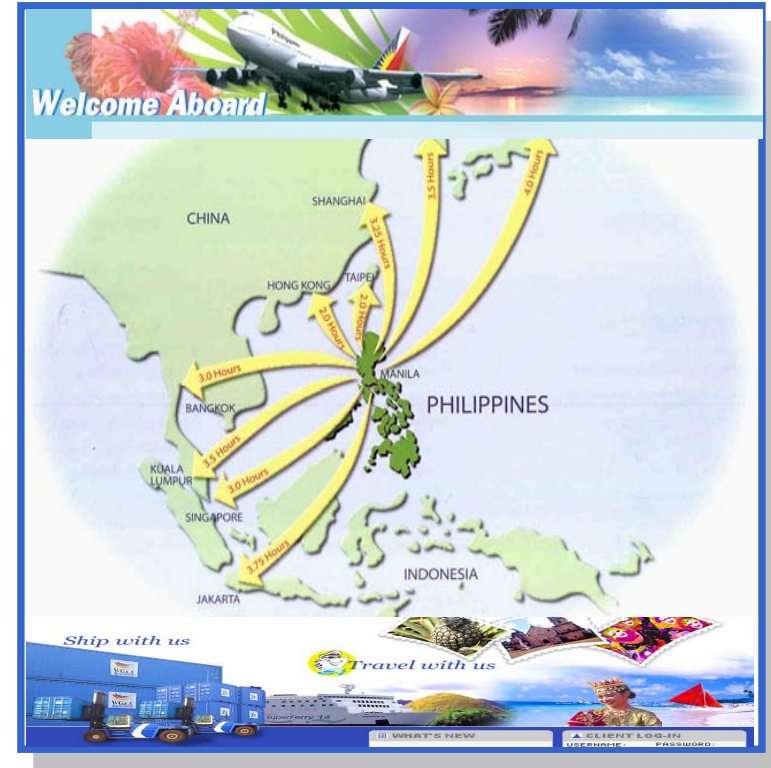 Philippines
Welcome Aboard
3.5 Hours
4.0 Hours
SHANGHAI
CHINA
3.25 Hours
TAIPEI
HONG KONG
2.0 Hours
2.0 Hours
MANILA
3.0 Hours
PHILIPPINES
BANGKOK
3.5 Hours
KUALA
LUMPUR
3.0 Hours
SINGAPORE
3.75 Hours
INDONESIA
JAKARTA
Ship with us
Travel with us
WG&A
WG&A
SuperFerry 14
WHAT'S NEW
CLIENT LOG-IN
USERNAME: PASSWORD: